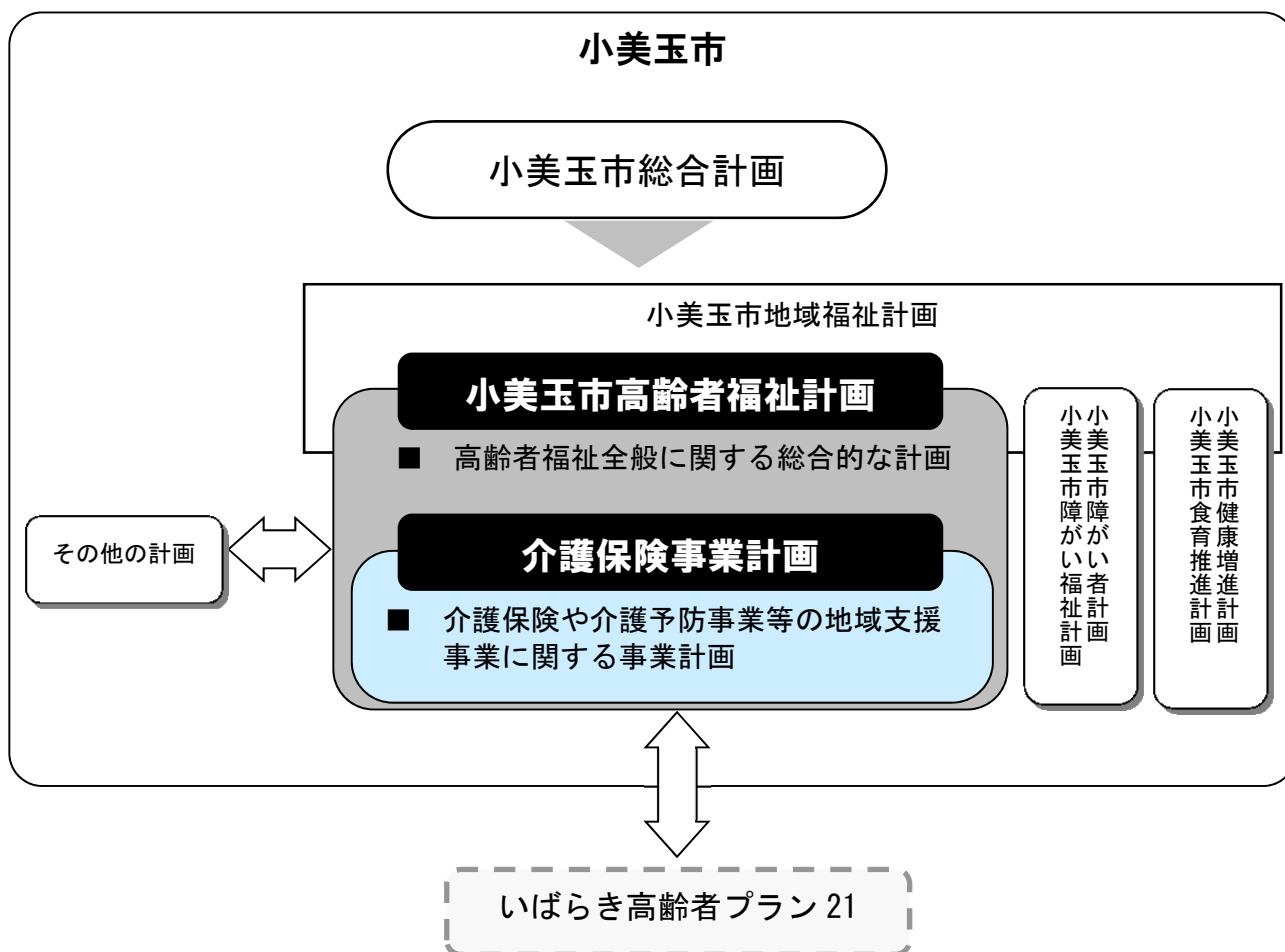 小美玉市
小美玉市総合計画
小美玉市地域福祉計画
小美玉市高齢者福祉計画
■ 高齢者福祉全般に関する総合的な計画
介護保険事業計画
■ 介護保険や介護予防事業等の地域支援
事業に関する事業計画
その他の計画
小美玉市障がい者計画
小美玉市障がい福祉計画
小美玉市健康増進計画
小美玉市食育推進計画
いばらき高齢者プラン21